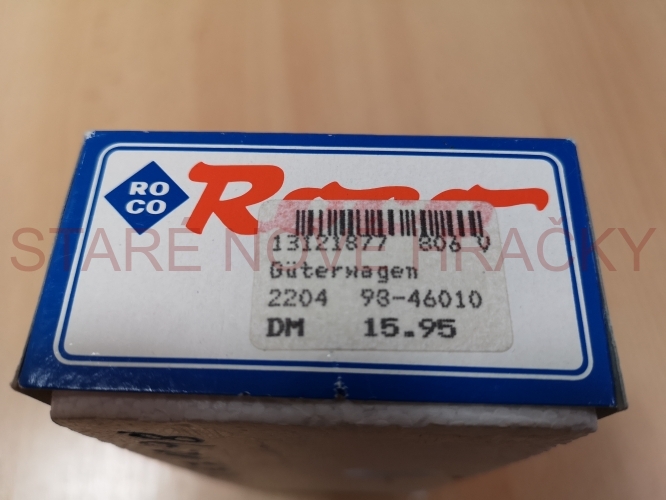 RO
CO
Roco
13121877 806 V
STARÉ NOVÉ HRAČKY
Güterwagen
2204 98-46010
DM 15.95